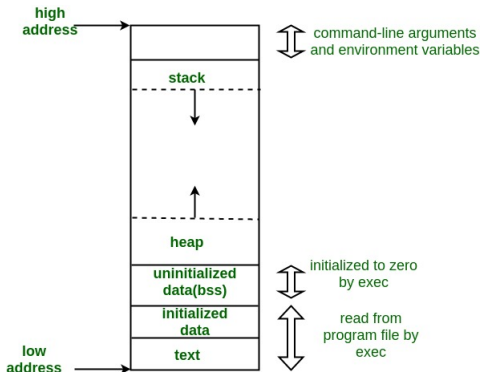 high
address
command-line arguments
and environment variables
stack
heap
uninitialized
data(bss)
initialized to zero
by exec
initialized
data
read from
program file by
exec
text
low
address